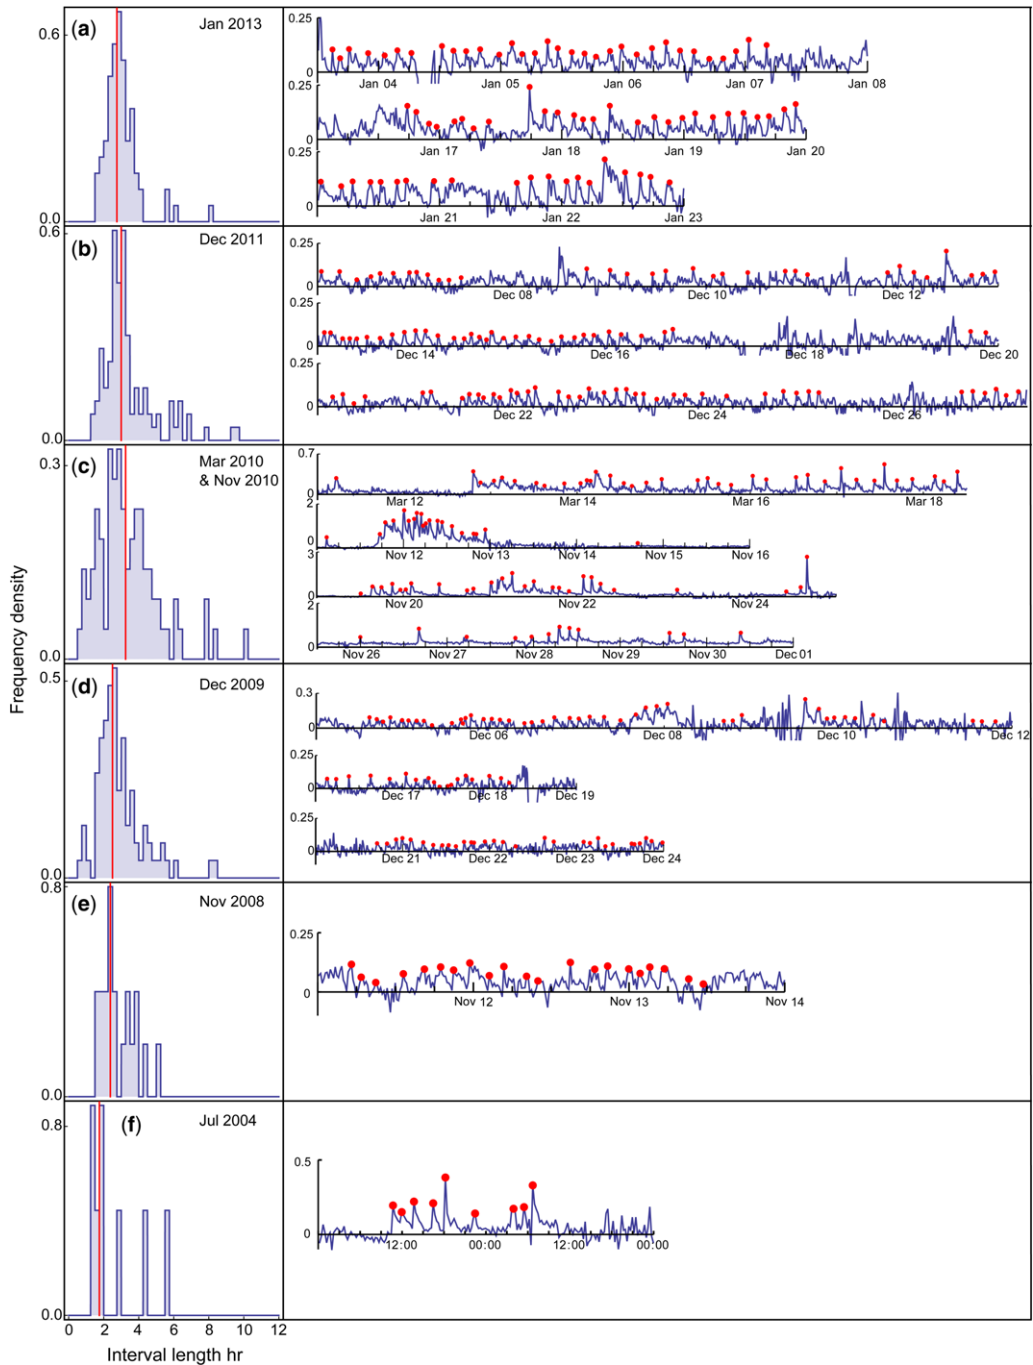 (a) Jan 2013
0.6
0.0
0.25
0
Jan 04 Jan 05 Jan 06 Jan 07 Jan 08
0.25
0
Jan 17 Jan 18 Jan 19 Jan 20
0.25
0
Jan 21 Jan 22 Jan 23
(b) Dec 2011
0.6
0.0
0.25
0
Dec 08 Dec 10 Dec 12
0.25
0
Dec 14 Dec 16 Dec 18 Dec 20
0.25
0
Dec 22 Dec 24 Dec 26
(c) Mar 2010
& Nov 2010
0.3
0.0
0.7
0
Mar 12 Mar 14 Mar 16 Mar 18
2
0
Nov 12 Nov 13 Nov 14 Nov 15 Nov 16
3
0
Nov 20 Nov 22 Nov 24
2
0
Nov 26 Nov 27 Nov 28 Nov 29 Nov 30 Dec 01
Frequency density
(d) Dec 2009
0.5
0.0
0.3
0
Dec 06 Dec 08 Dec 10 Dec 12
0.25
0
Dec 17 Dec 18 Dec 19
0.25
0
Dec 21 Dec 22 Dec 23 Dec 24
(e) Nov 2008
0.8
0.0
0.25
0
Nov 12 Nov 13 Nov 14
(f) Jul 2004
0.8
0.0
0.5
0
12:00 00:00 12:00 00:00
0 2 4 6 8 10 12
Interval length hr